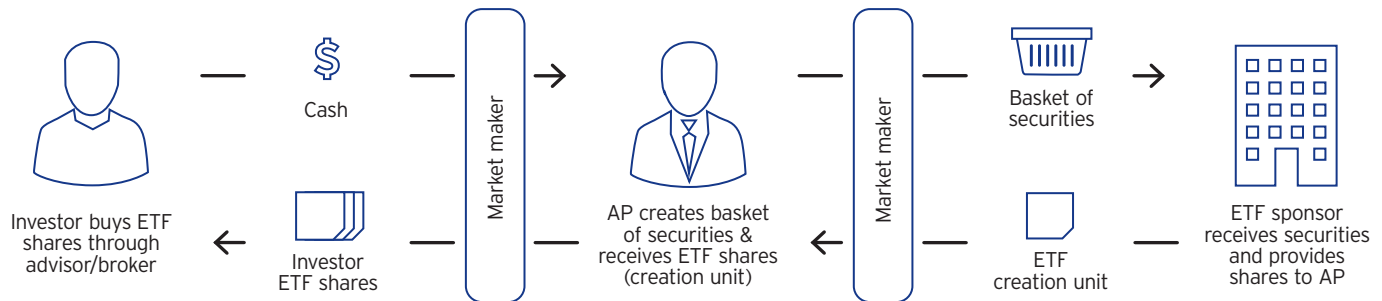 $
Cash
Investor buys ETF
shares through
advisor/broker
Investor
ETF shares
Market maker
AP creates basket
of securities &
receives ETF shares
(creation unit)
Market maker
Basket of
securities
ETF
creation unit
ETF sponsor
receives securities
and provides
shares to AP